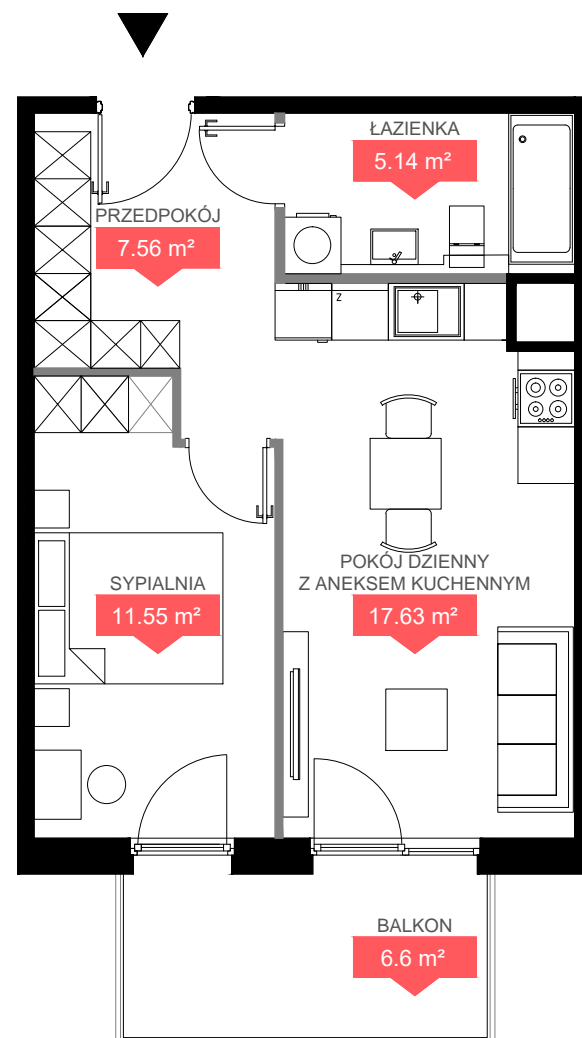 ŁAZIENKA
5.14 m²
PRZEDPOKÓJ
7.56 m²
Z
POKÓJ DZIENNY
Z ANEKSEM KUCHENNYM
17.63 m²
SYPIALNIA
11.55 m²
BALKON
6.6 m²